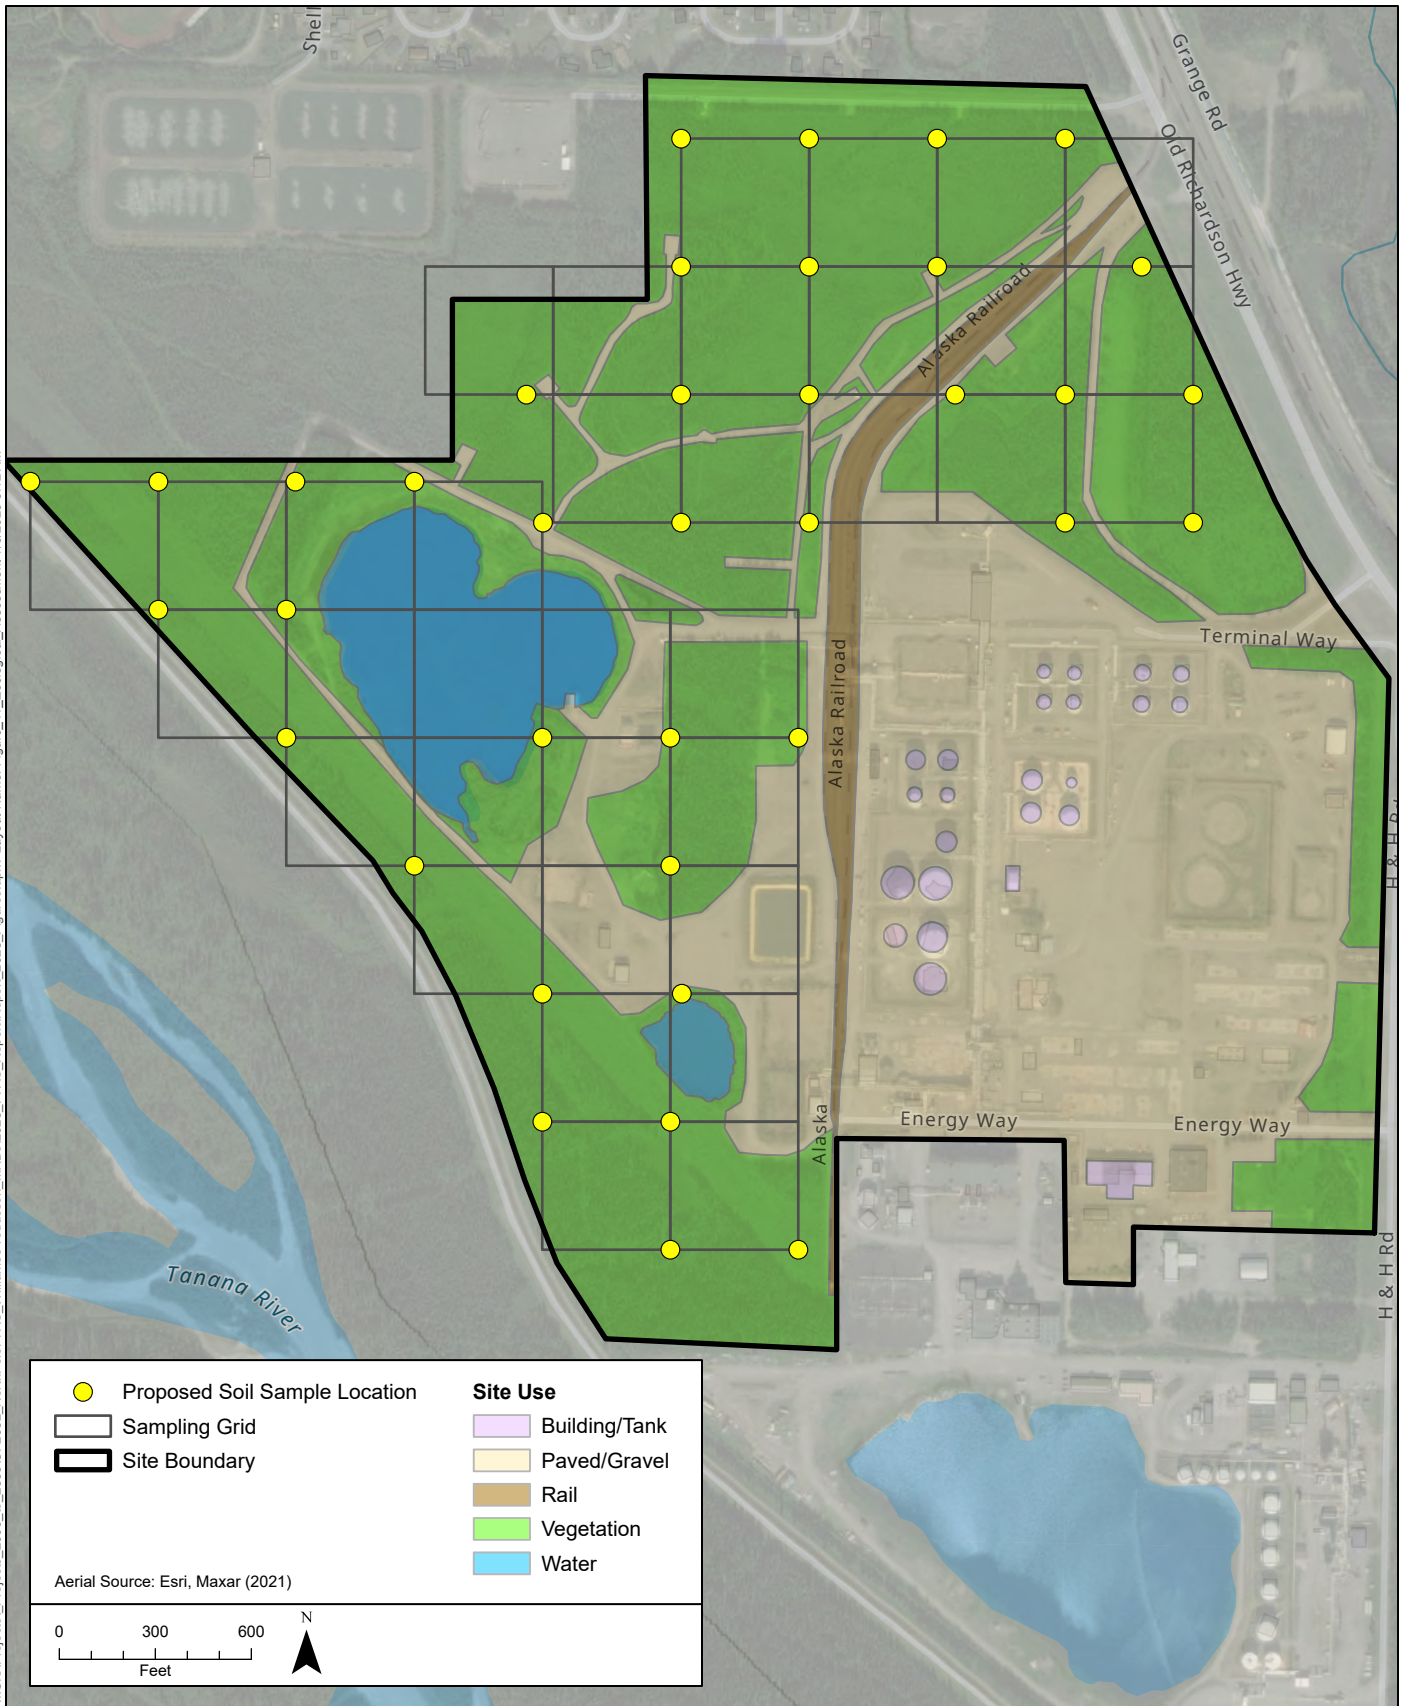 Shell
Grange Rd
Old Richardson Hwy
Alaska Railroad
Terminal Way
Alaska Railroad
H & H Rd
Energy Way
Energy Way
Alaska
H & H Rd
Tanana River
Proposed Soil Sample Location
Sampling Grid
Site Boundary
Site Use
Building/Tank
Paved/Gravel
Rail
Vegetation
Water
Aerial Source: Esri, Maxar (2021)
0 300 600
Feet
N